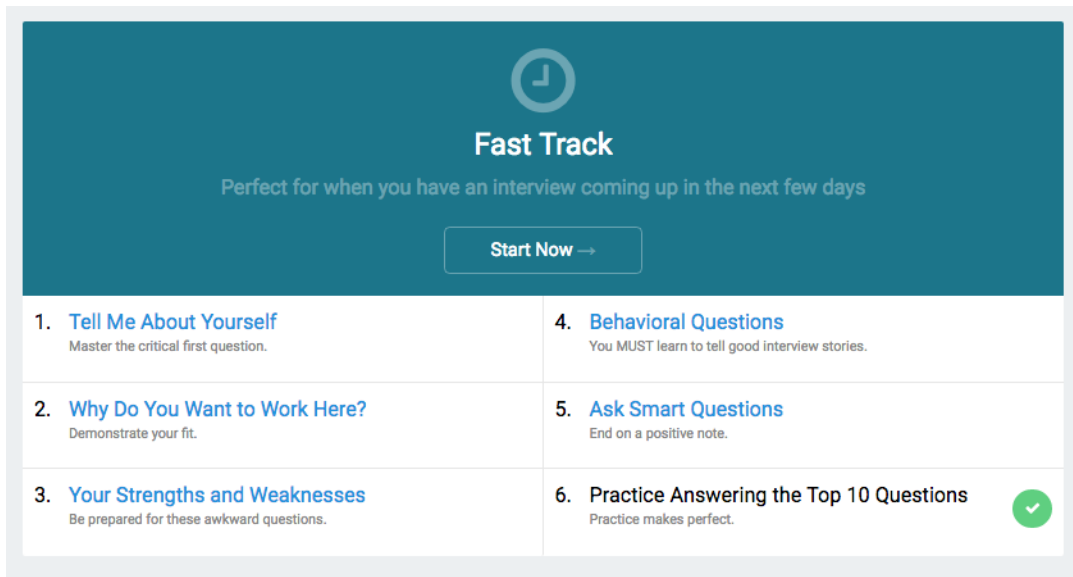 Fast Track
Perfect for when you have an interview coming up in the next few days
Start Now →
1. Tell Me About Yourself
Master the critical first question.
2. Why Do You Want to Work Here?
Demonstrate your fit.
3. Your Strengths and Weaknesses
Be prepared for these awkward questions.
4. Behavioral Questions
You MUST learn to tell good interview stories.
5. Ask Smart Questions
End on a positive note.
6. Practice Answering the Top 10 Questions
Practice makes perfect.